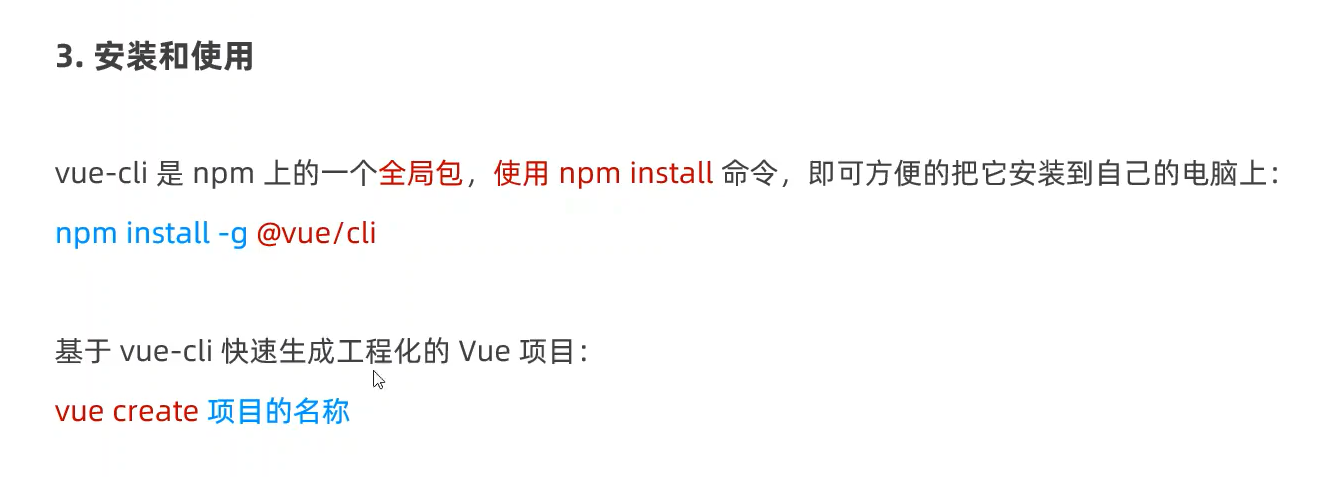 3. 安装和使用
vue-cli 是 npm 上的一个全局包，使用 npm install 命令，即可方便的把它安装到自己的电脑上：
npm install -g @vue/cli
基于 vue-cli 快速生成工程化的 Vue 项目：
vue create 项目的名称